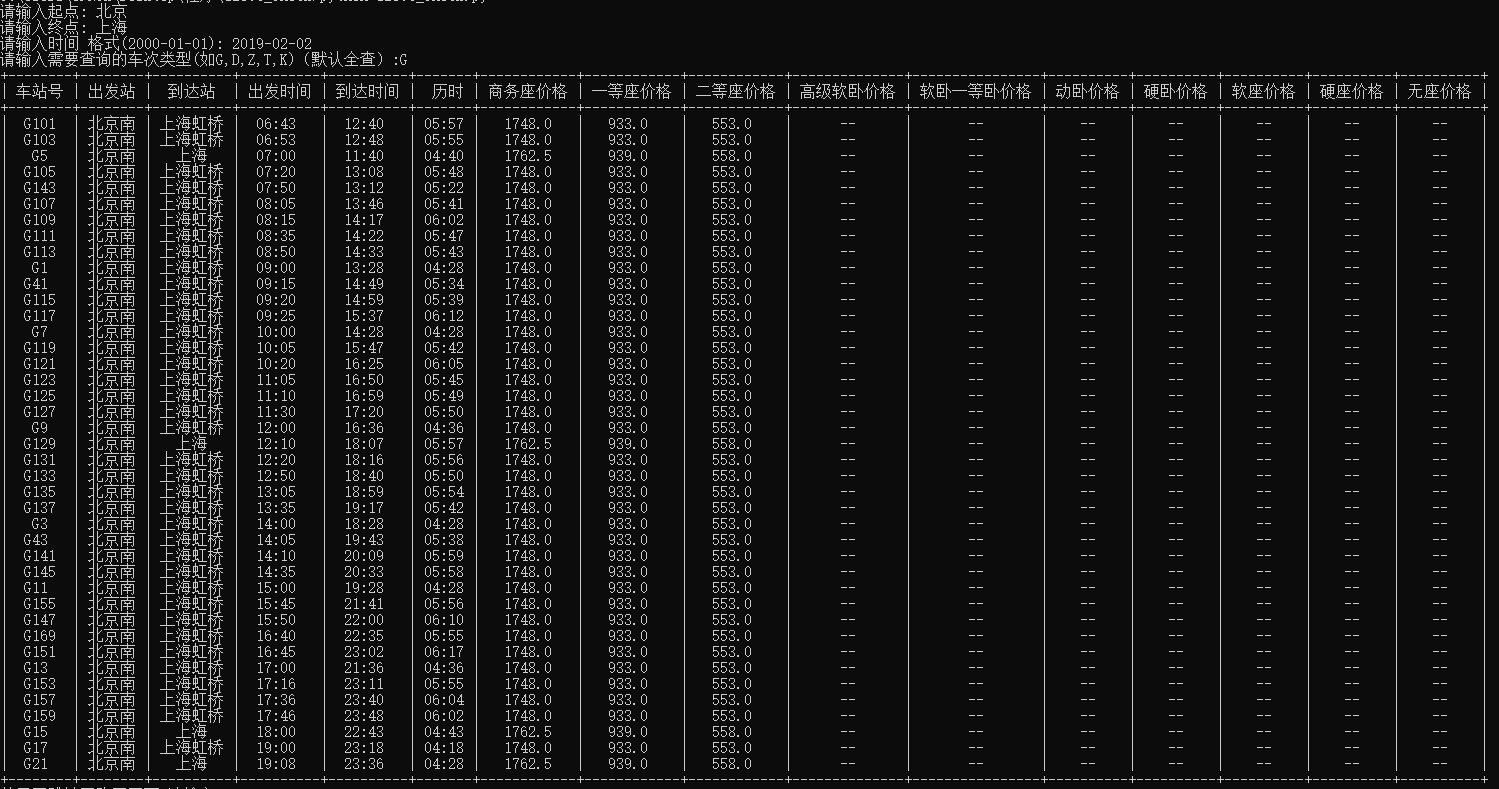 请输入起点: 北京
请输入终点: 上海
请输入时间 格式(2000-01-01): 2019-02-02
请输入需要查询的车次类型(如G,D,Z,T,K)(默认全查):G
| 车站号 | 出发站 | 到达站 | 出发时间 | 到达时间 | 历时 | 商务座价格 | 一等座价格 | 二等座价格 | 高级软卧价格 | 软卧一等卧价格 | 动卧价格 | 硬卧价格 | 软座价格 | 硬座价格 | 无座价格 |
| G101 | 北京南 | 上海虹桥 | 06:43 | 12:40 | 05:57 | 1748.0 | 933.0 | 553.0 | -- | -- | -- | -- | -- | -- | -- |
| G103 | 北京南 | 上海虹桥 | 06:53 | 12:48 | 05:55 | 1748.0 | 933.0 | 553.0 | -- | -- | -- | -- | -- | -- | -- |
| G5 | 北京南 | 上海 | 07:00 | 11:40 | 04:40 | 1762.5 | 939.0 | 558.0 | -- | -- | -- | -- | -- | -- | -- |
| G105 | 北京南 | 上海虹桥 | 07:20 | 13:08 | 05:48 | 1748.0 | 933.0 | 553.0 | -- | -- | -- | -- | -- | -- | -- |
| G143 | 北京南 | 上海虹桥 | 07:50 | 13:12 | 05:22 | 1748.0 | 933.0 | 553.0 | -- | -- | -- | -- | -- | -- | -- |
| G107 | 北京南 | 上海虹桥 | 08:05 | 13:46 | 05:41 | 1748.0 | 933.0 | 553.0 | -- | -- | -- | -- | -- | -- | -- |
| G109 | 北京南 | 上海虹桥 | 08:15 | 14:17 | 06:02 | 1748.0 | 933.0 | 553.0 | -- | -- | -- | -- | -- | -- | -- |
| G111 | 北京南 | 上海虹桥 | 08:35 | 14:22 | 05:47 | 1748.0 | 933.0 | 553.0 | -- | -- | -- | -- | -- | -- | -- |
| G113 | 北京南 | 上海虹桥 | 08:50 | 14:33 | 05:43 | 1748.0 | 933.0 | 553.0 | -- | -- | -- | -- | -- | -- | -- |
| G1 | 北京南 | 上海虹桥 | 09:00 | 13:28 | 04:28 | 1748.0 | 933.0 | 553.0 | -- | -- | -- | -- | -- | -- | -- |
| G41 | 北京南 | 上海虹桥 | 09:15 | 14:49 | 05:34 | 1748.0 | 933.0 | 553.0 | -- | -- | -- | -- | -- | -- | -- |
| G115 | 北京南 | 上海虹桥 | 09:20 | 14:59 | 05:39 | 1748.0 | 933.0 | 553.0 | -- | -- | -- | -- | -- | -- | -- |
| G117 | 北京南 | 上海虹桥 | 09:25 | 15:37 | 06:12 | 1748.0 | 933.0 | 553.0 | -- | -- | -- | -- | -- | -- | -- |
| G7 | 北京南 | 上海虹桥 | 10:00 | 14:28 | 04:28 | 1748.0 | 933.0 | 553.0 | -- | -- | -- | -- | -- | -- | -- |
| G119 | 北京南 | 上海虹桥 | 10:05 | 15:47 | 05:42 | 1748.0 | 933.0 | 553.0 | -- | -- | -- | -- | -- | -- | -- |
| G121 | 北京南 | 上海虹桥 | 10:20 | 16:25 | 06:05 | 1748.0 | 933.0 | 553.0 | -- | -- | -- | -- | -- | -- | -- |
| G123 | 北京南 | 上海虹桥 | 11:05 | 16:50 | 05:45 | 1748.0 | 933.0 | 553.0 | -- | -- | -- | -- | -- | -- | -- |
| G125 | 北京南 | 上海虹桥 | 11:10 | 16:59 | 05:49 | 1748.0 | 933.0 | 553.0 | -- | -- | -- | -- | -- | -- | -- |
| G127 | 北京南 | 上海虹桥 | 11:30 | 17:20 | 05:50 | 1748.0 | 933.0 | 553.0 | -- | -- | -- | -- | -- | -- | -- |
| G9 | 北京南 | 上海虹桥 | 12:00 | 16:36 | 04:36 | 1748.0 | 933.0 | 553.0 | -- | -- | -- | -- | -- | -- | -- |
| G129 | 北京南 | 上海 | 12:10 | 18:07 | 05:57 | 1762.5 | 939.0 | 558.0 | -- | -- | -- | -- | -- | -- | -- |
| G131 | 北京南 | 上海虹桥 | 12:20 | 18:16 | 05:56 | 1748.0 | 933.0 | 553.0 | -- | -- | -- | -- | -- | -- | -- |
| G133 | 北京南 | 上海虹桥 | 12:50 | 18:40 | 05:50 | 1748.0 | 933.0 | 553.0 | -- | -- | -- | -- | -- | -- | -- |
| G135 | 北京南 | 上海虹桥 | 13:05 | 18:59 | 05:54 | 1748.0 | 933.0 | 553.0 | -- | -- | -- | -- | -- | -- | -- |
| G137 | 北京南 | 上海虹桥 | 13:35 | 19:17 | 05:42 | 1748.0 | 933.0 | 553.0 | -- | -- | -- | -- | -- | -- | -- |
| G3 | 北京南 | 上海虹桥 | 14:00 | 18:28 | 04:28 | 1748.0 | 933.0 | 553.0 | -- | -- | -- | -- | -- | -- | -- |
| G43 | 北京南 | 上海虹桥 | 14:05 | 19:43 | 05:38 | 1748.0 | 933.0 | 553.0 | -- | -- | -- | -- | -- | -- | -- |
| G141 | 北京南 | 上海虹桥 | 14:10 | 20:09 | 05:59 | 1748.0 | 933.0 | 553.0 | -- | -- | -- | -- | -- | -- | -- |
| G145 | 北京南 | 上海虹桥 | 14:35 | 20:33 | 05:58 | 1748.0 | 933.0 | 553.0 | -- | -- | -- | -- | -- | -- | -- |
| G11 | 北京南 | 上海虹桥 | 15:00 | 19:28 | 04:28 | 1748.0 | 933.0 | 553.0 | -- | -- | -- | -- | -- | -- | -- |
| G155 | 北京南 | 上海虹桥 | 15:45 | 21:41 | 05:56 | 1748.0 | 933.0 | 553.0 | -- | -- | -- | -- | -- | -- | -- |
| G147 | 北京南 | 上海虹桥 | 15:50 | 22:00 | 06:10 | 1748.0 | 933.0 | 553.0 | -- | -- | -- | -- | -- | -- | -- |
| G169 | 北京南 | 上海虹桥 | 16:40 | 22:35 | 05:55 | 1748.0 | 933.0 | 553.0 | -- | -- | -- | -- | -- | -- | -- |
| G151 | 北京南 | 上海虹桥 | 16:45 | 23:02 | 06:17 | 1748.0 | 933.0 | 553.0 | -- | -- | -- | -- | -- | -- | -- |
| G13 | 北京南 | 上海虹桥 | 17:00 | 21:36 | 04:36 | 1748.0 | 933.0 | 553.0 | -- | -- | -- | -- | -- | -- | -- |
| G153 | 北京南 | 上海虹桥 | 17:16 | 23:11 | 05:55 | 1748.0 | 933.0 | 553.0 | -- | -- | -- | -- | -- | -- | -- |
| G157 | 北京南 | 上海虹桥 | 17:36 | 23:40 | 06:04 | 1748.0 | 933.0 | 553.0 | -- | -- | -- | -- | -- | -- | -- |
| G159 | 北京南 | 上海虹桥 | 17:46 | 23:48 | 06:02 | 1748.0 | 933.0 | 553.0 | -- | -- | -- | -- | -- | -- | -- |
| G15 | 北京南 | 上海 | 18:00 | 22:43 | 04:43 | 1762.5 | 939.0 | 558.0 | -- | -- | -- | -- | -- | -- | -- |
| G17 | 北京南 | 上海虹桥 | 19:00 | 23:18 | 04:18 | 1748.0 | 933.0 | 553.0 | -- | -- | -- | -- | -- | -- | -- |
| G21 | 北京南 | 上海 | 19:08 | 23:36 | 04:28 | 1762.5 | 939.0 | 558.0 | -- | -- | -- | -- | -- | -- | -- |